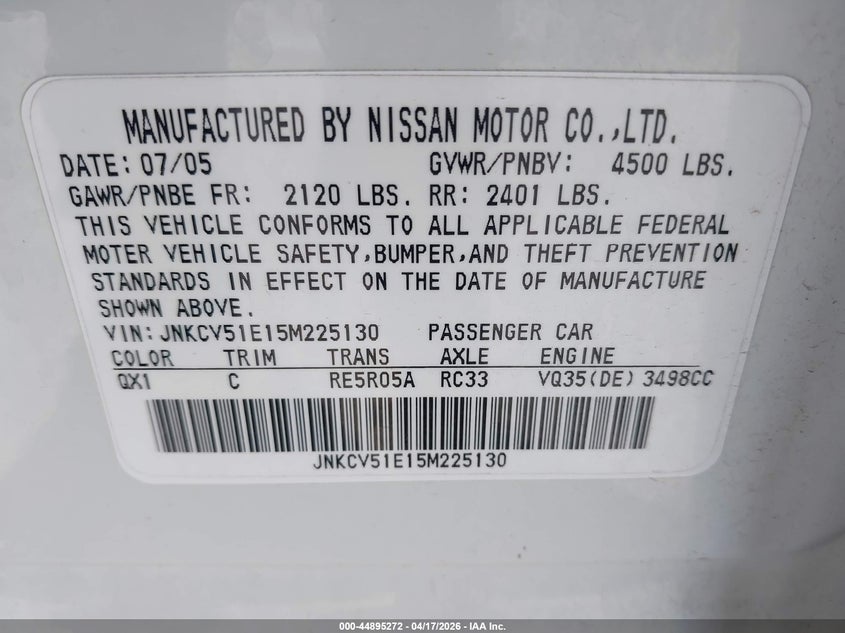 MANUFACTURED BY NISSAN MOTOR CO.,LTD.
DATE: 07/05 GVWR/PNBV: 4500 LBS.
GAWR/PNBE FR: 2120 LBS. RR: 2401 LBS.
THIS VEHICLE CONFORMS TO ALL APPLICABLE FEDERAL
MOTER VEHICLE SAFETY,BUMPER,AND THEFT PREVENTION
STANDARDS IN EFFECT ON THE DATE OF MANUFACTURE
SHOWN ABOVE.
VIN:JNKCV51E15M225130 PASSENGER CAR
COLOR TRIM TRANS AXLE ENGINE
QX1 C RE5R05A RC33 VQ35(DE) 3498CC
JNKCV51E15M225130
000-44895272 - 04/17/2026 - IAA Inc.